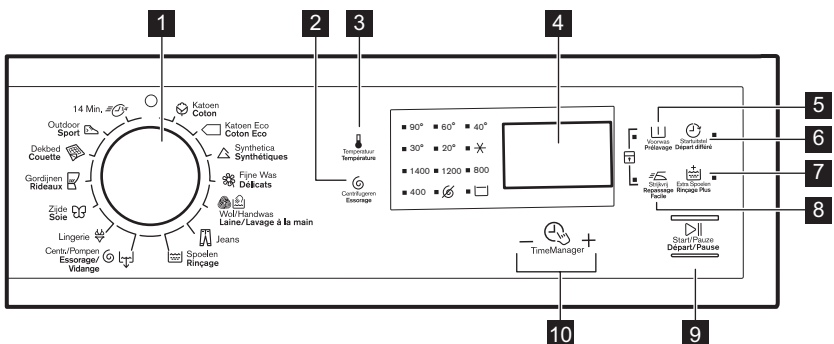 1
2
3
4
5
6
7
8
9
10
14 Min.
Outdoor
Sport
Dekbed
Couette
Gordijnen
Rideaux
Zijde
Soie
Lingerie
Centr./Pompen
Essorage/
Vidange
Katoen
Coton
Katoen Eco
Coton Eco
Synthetica
Synthétiques
Fijne Was
Délicats
Wol/Handwas
Laine/Lavage à la main
Jeans
Spoelen
Rinçage
Temperatuur
Température
Centrifugeren
Essorage
90° 60° 40°
30° 20°
1400 1200 800
400
− TimeManager +
Voorwas
Prélavage
Startuitstel
Départ différé
Strijkvrij
Repassage
Facile
Extra Spoelen
Rinçage Plus
Start/Pauze
Départ/Pause